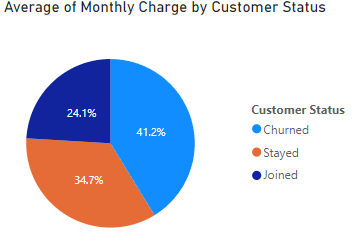 Average of Monthly Charge by Customer Status
24.1%
41.2%
34.7%
Customer Status
Churned
Stayed
Joined